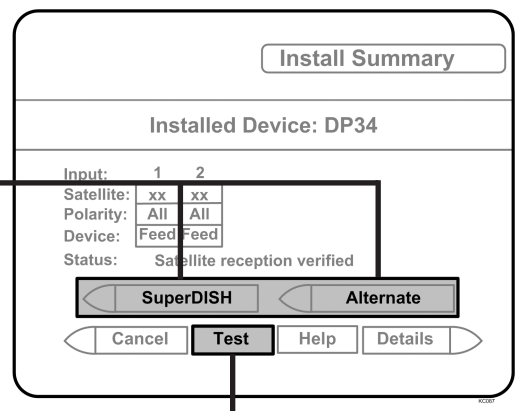 Install Summary
Installed Device: DP34
Input: 1 2
Satellite: xx xx
Polarity: All All
Device: Feed Feed
Status: Satellite reception verified
SuperDISH Alternate
Cancel Test Help Details
KC087